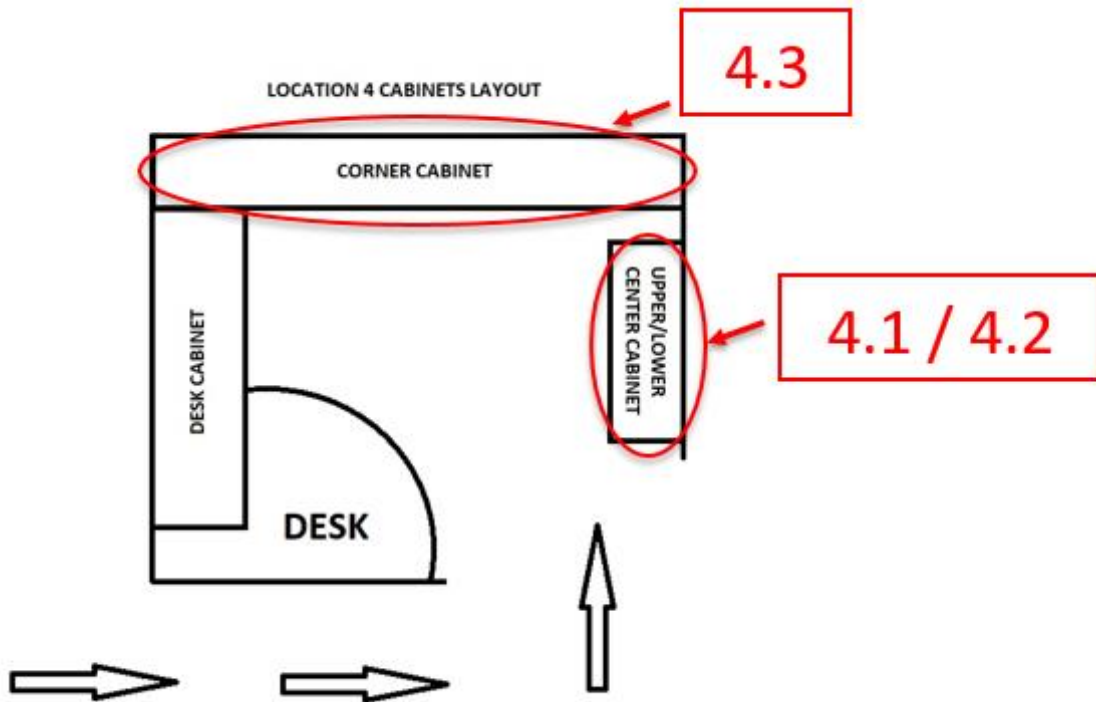 4.3
LOCATION 4 CABINETS LAYOUT
CORNER CABINET
UPPER/LOWER
CENTER CABINET
4.1 / 4.2
DESK CABINET
DESK